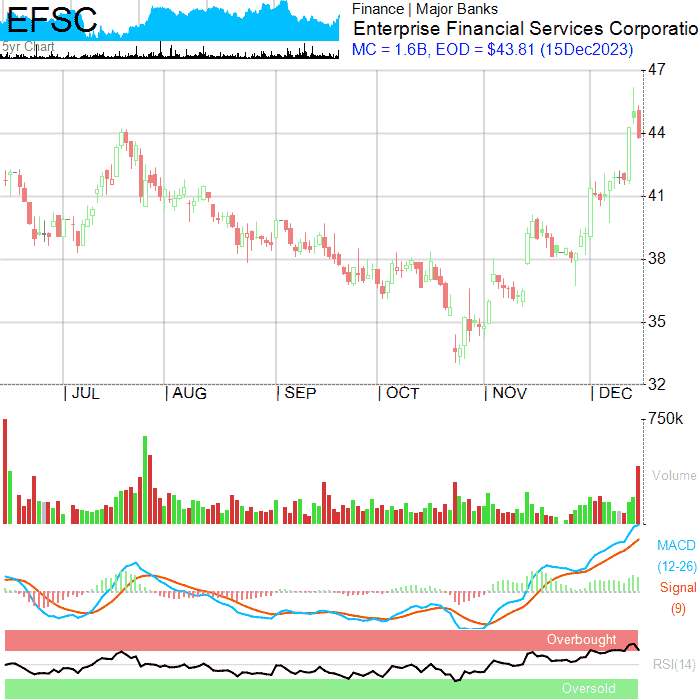 EFSC
5yr Chart
Finance | Major Banks
Enterprise Financial Services Corporatio
MC = 1.6B, EOD = $43.81 (15Dec2023)
47
44
41
38
35
32
| JUL | AUG | SEP | OCT | NOV | DEC
750k
Volume
MACD
(12-26)
Signal
(9)
Overbought
RSI(14)
Oversold